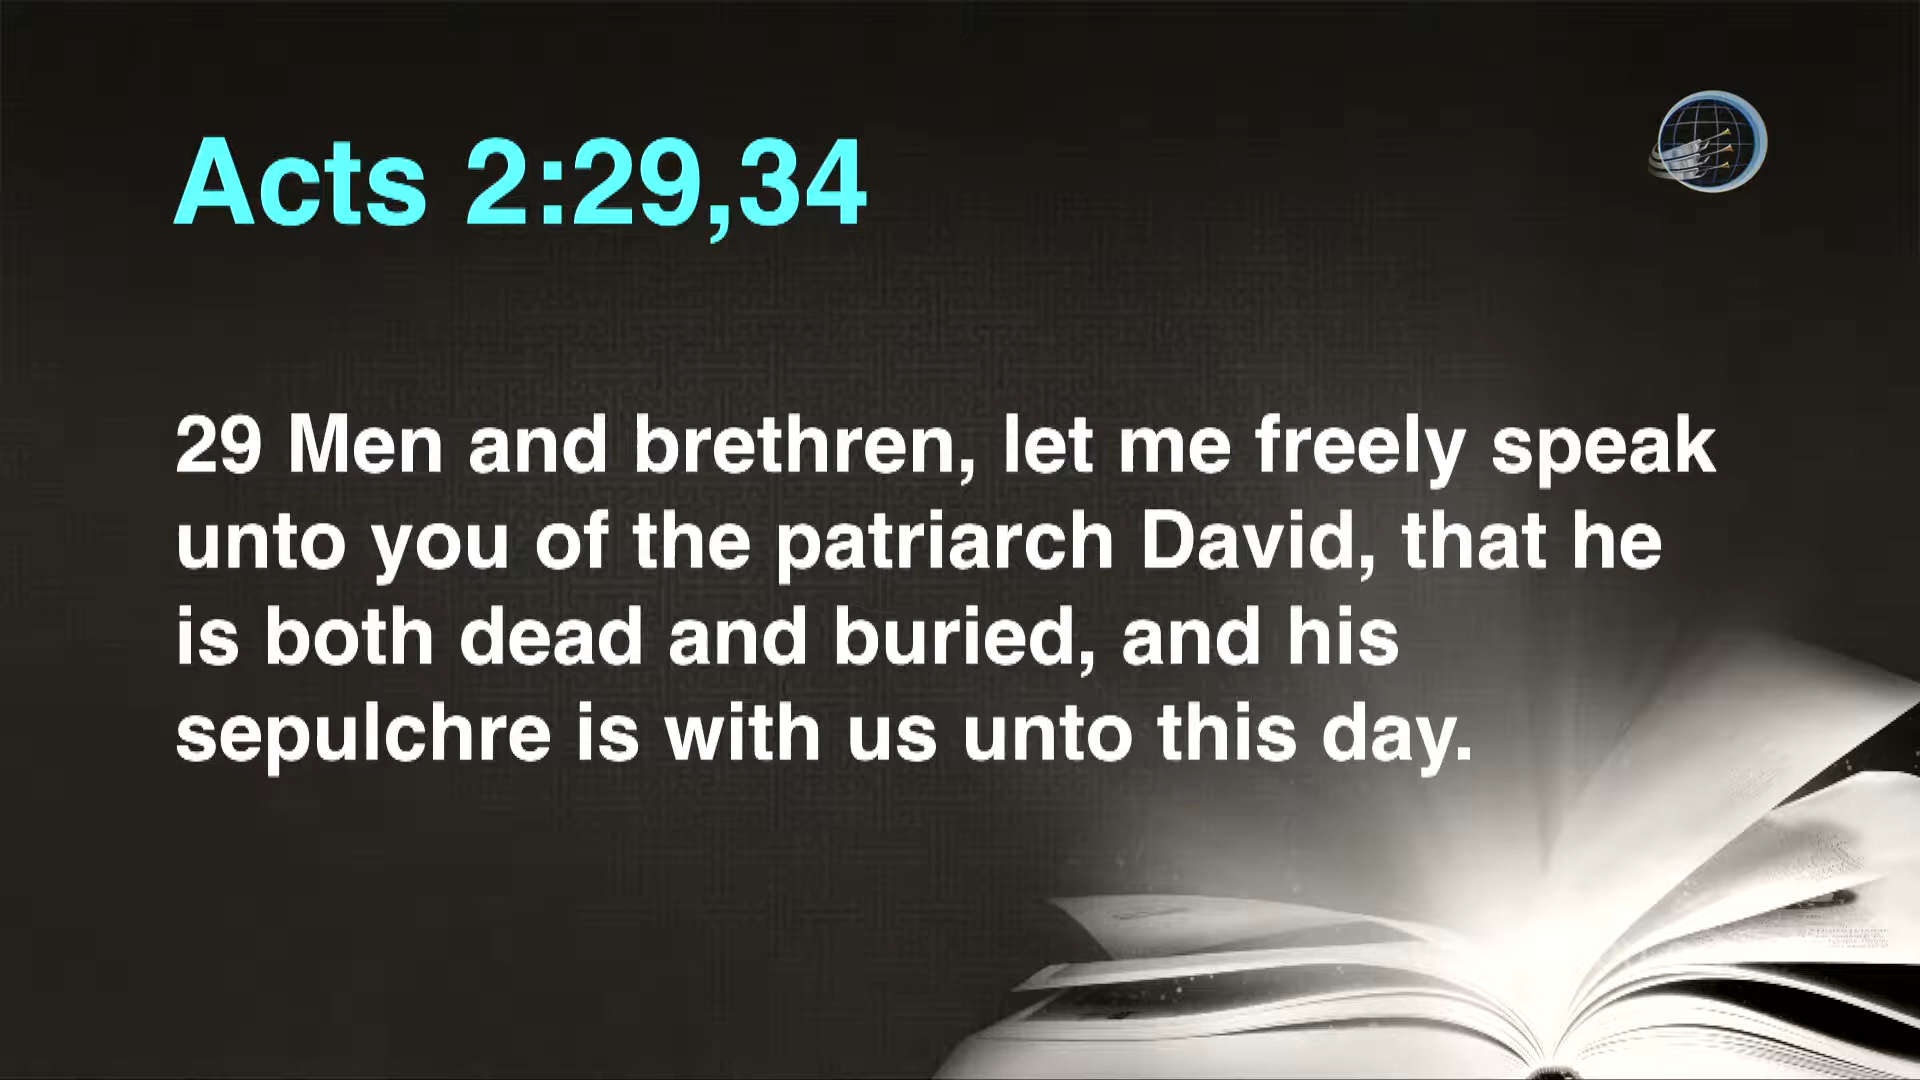 Acts 2:29,34
29 Men and brethren, let me freely speak
unto you of the patriarch David, that he
is both dead and buried, and his
sepulchre is with us unto this day.